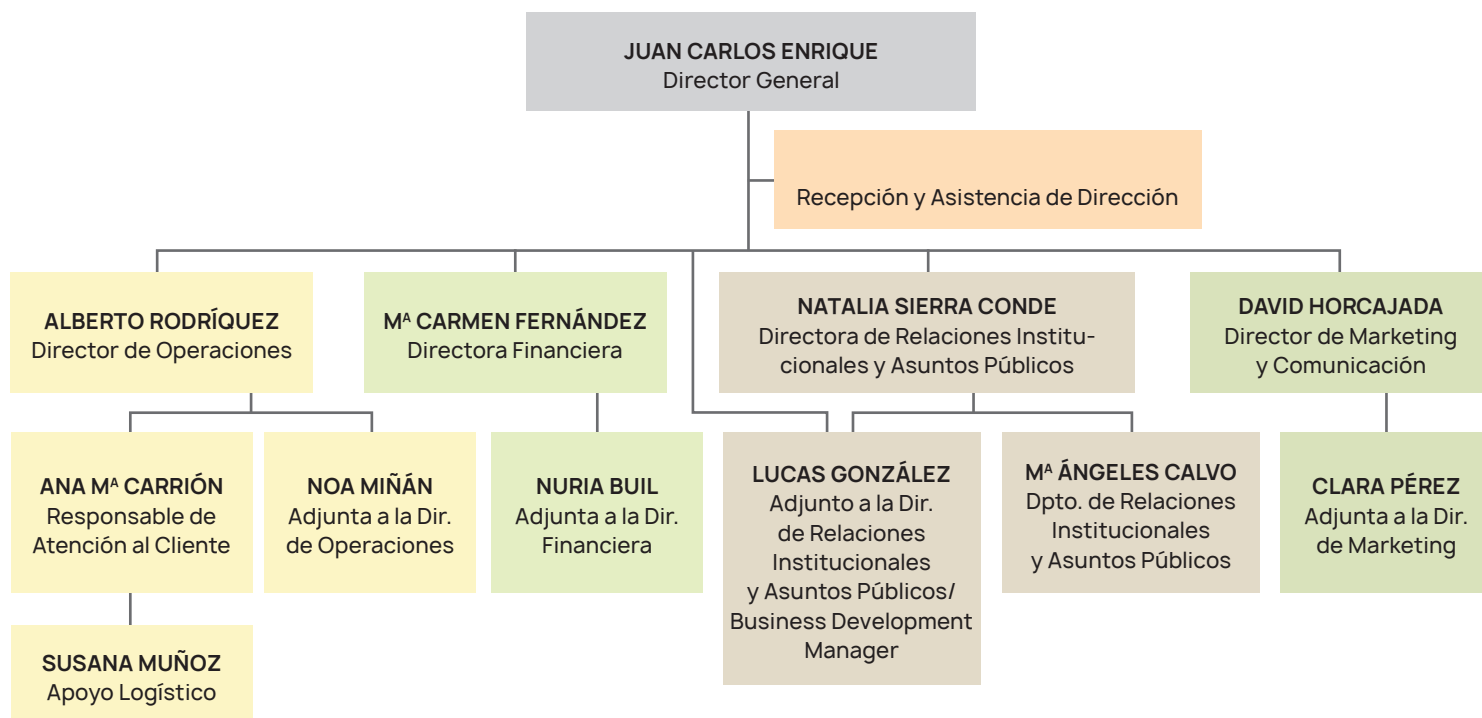 JUAN CARLOS ENRIQUE
Director General
Recepción y Asistencia de Dirección
ALBERTO RODRÍQUEZ
Director de Operaciones
Mª CARMEN FERNÁNDEZ
Directora Financiera
NATALIA SIERRA CONDE
Directora de Relaciones Institu-
cionales y Asuntos Públicos
DAVID HORCAJADA
Director de Marketing
y Comunicación
ANA Mª CARRIÓN
Responsable de
Atención al Cliente
NOA MIÑÁN
Adjunta a la Dir.
de Operaciones
NURIA BUIL
Adjunta a la Dir.
Financiera
LUCAS GONZÁLEZ
Adjunto a la Dir.
de Relaciones
Institucionales
y Asuntos Públicos/
Business Development
Manager
Mª ÁNGELES CALVO
Dpto. de Relaciones
Institucionales
y Asuntos Públicos
CLARA PÉREZ
Adjunta a la Dir.
de Marketing
SUSANA MUÑOZ
Apoyo Logístico